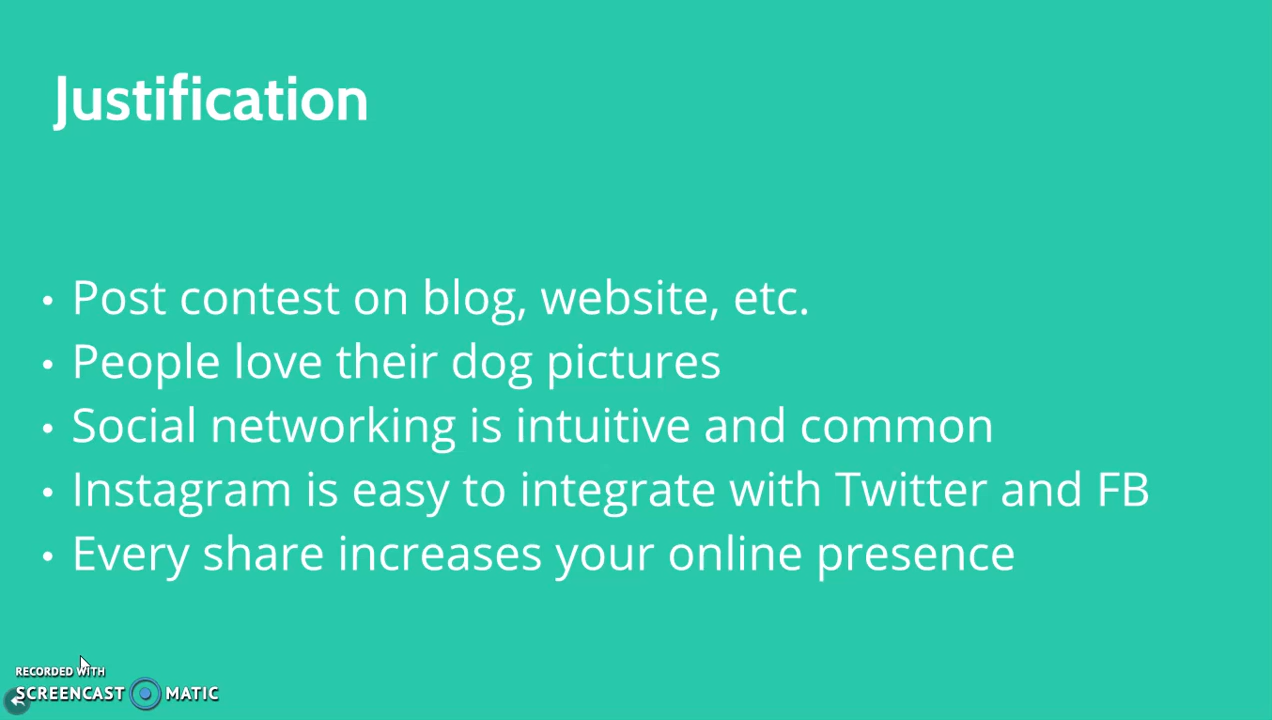 Justification
• Post contest on blog, website, etc.
• People love their dog pictures
• Social networking is intuitive and common
• Instagram is easy to integrate with Twitter and FB
• Every share increases your online presence
RECORDED WITH
SCREENCAST MATIC